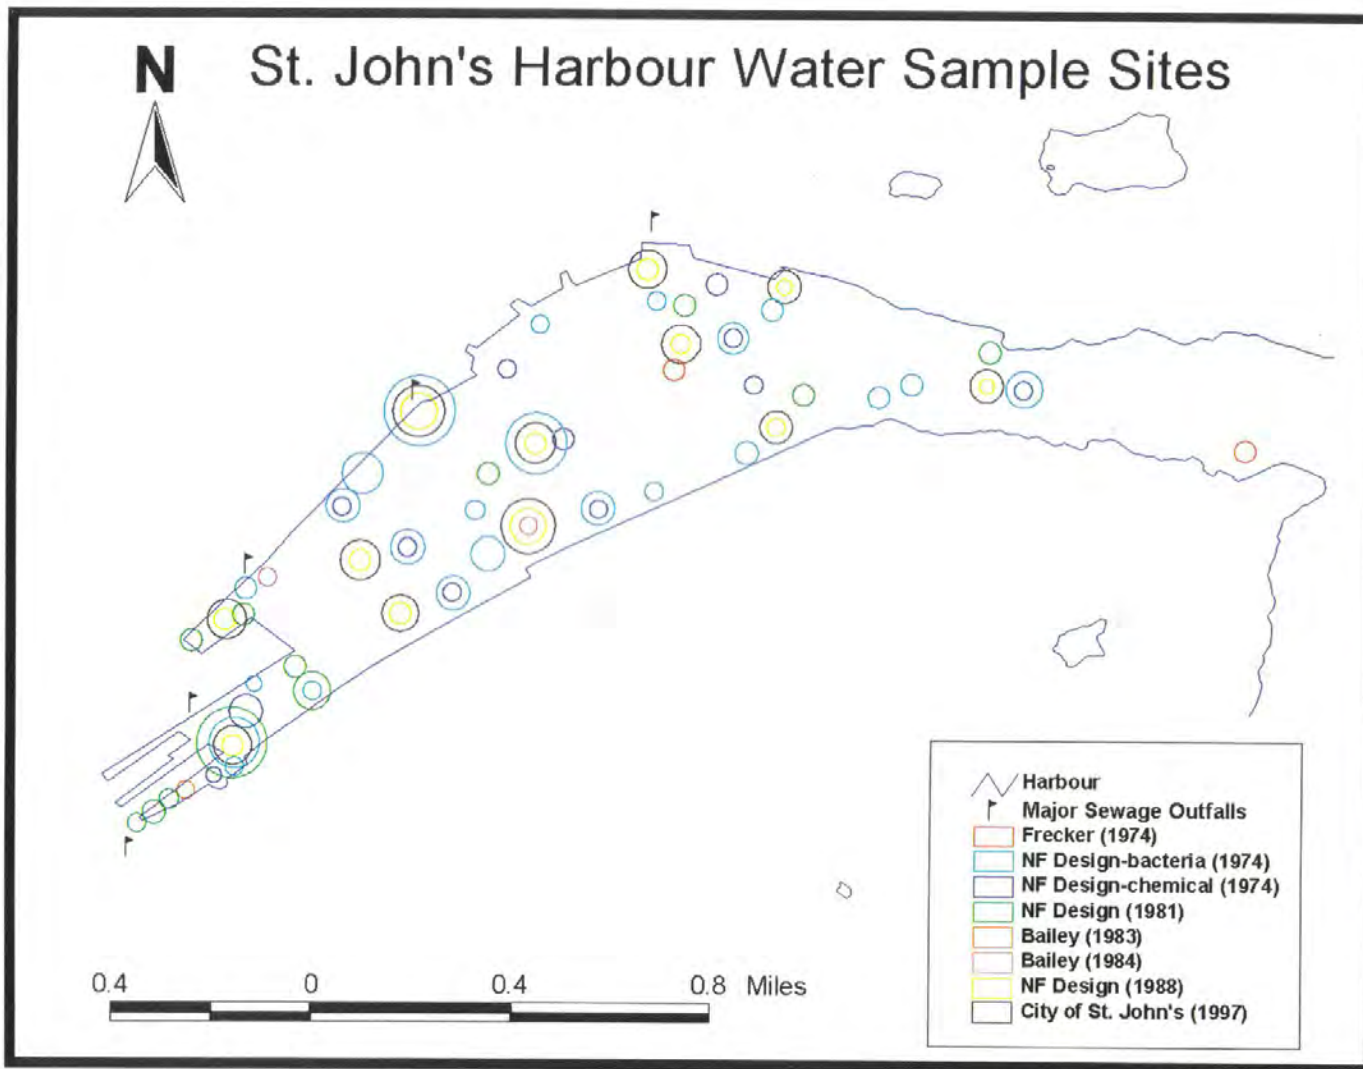 N St. John's Harbour Water Sample Sites
Harbour
Major Sewage Outfalls
Frecker (1974)
NF Design-bacteria (1974)
NF Design-chemical (1974)
NF Design (1981)
Bailey (1983)
Bailey (1984)
NF Design (1988)
City of St. John's (1997)
0.4 0 0.4 0.8 Miles